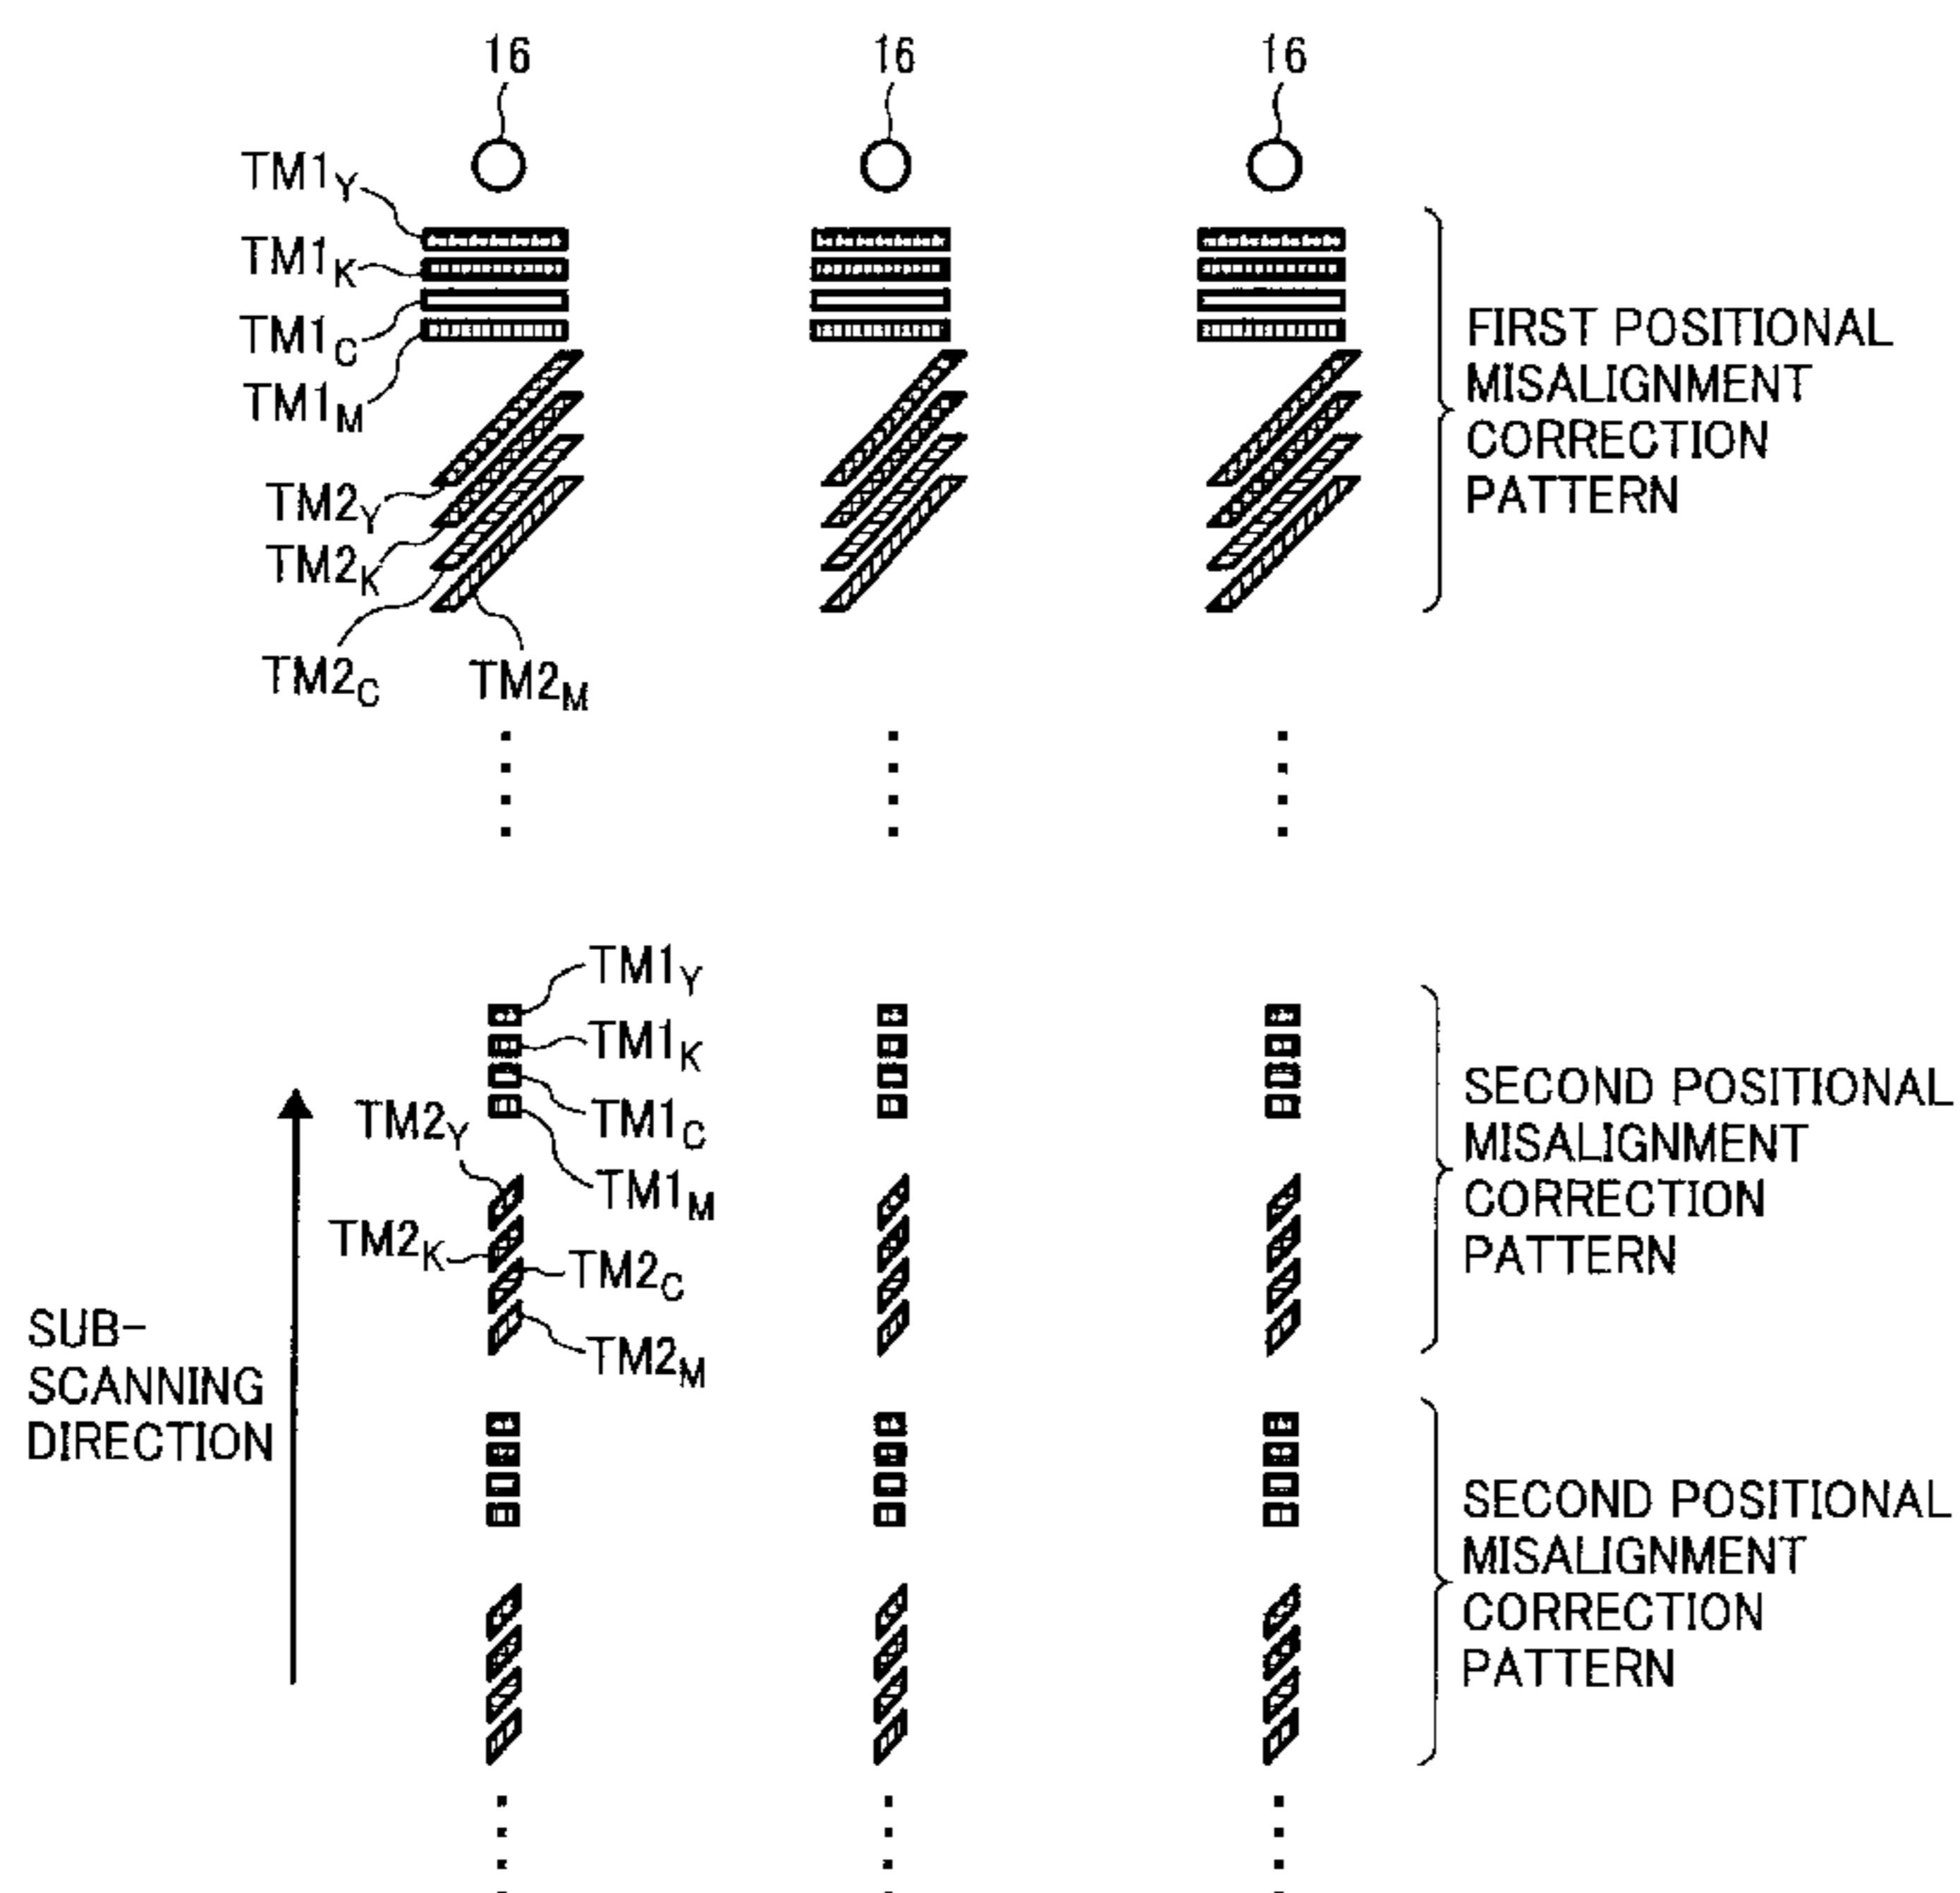 16 16 16
TM1Y
TM1K
TM1C
TM1M
TM2Y
TM2K
TM2C TM2M
FIRST POSITIONAL
MISALIGNMENT
CORRECTION
PATTERN
TM1Y
TM1K
TM1C
TM1M
TM2Y
TM2K
TM2C
TM2M
SECOND POSITIONAL
MISALIGNMENT
CORRECTION
PATTERN
SUB-
SCANNING
DIRECTION
SECOND POSITIONAL
MISALIGNMENT
CORRECTION
PATTERN